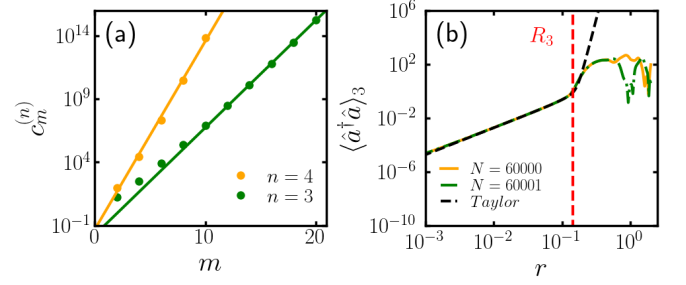 (a)
10^14
10^9
10^4
10^-1
c_m^(n)
n = 4
n = 3
0
10
20
m
(b)
R_3
10^6
10^2
10^-2
10^-6
10^-10
⟨â†â⟩_3
N = 60000
N = 60001
Taylor
10^-3
10^-2
10^-1
10^0
r